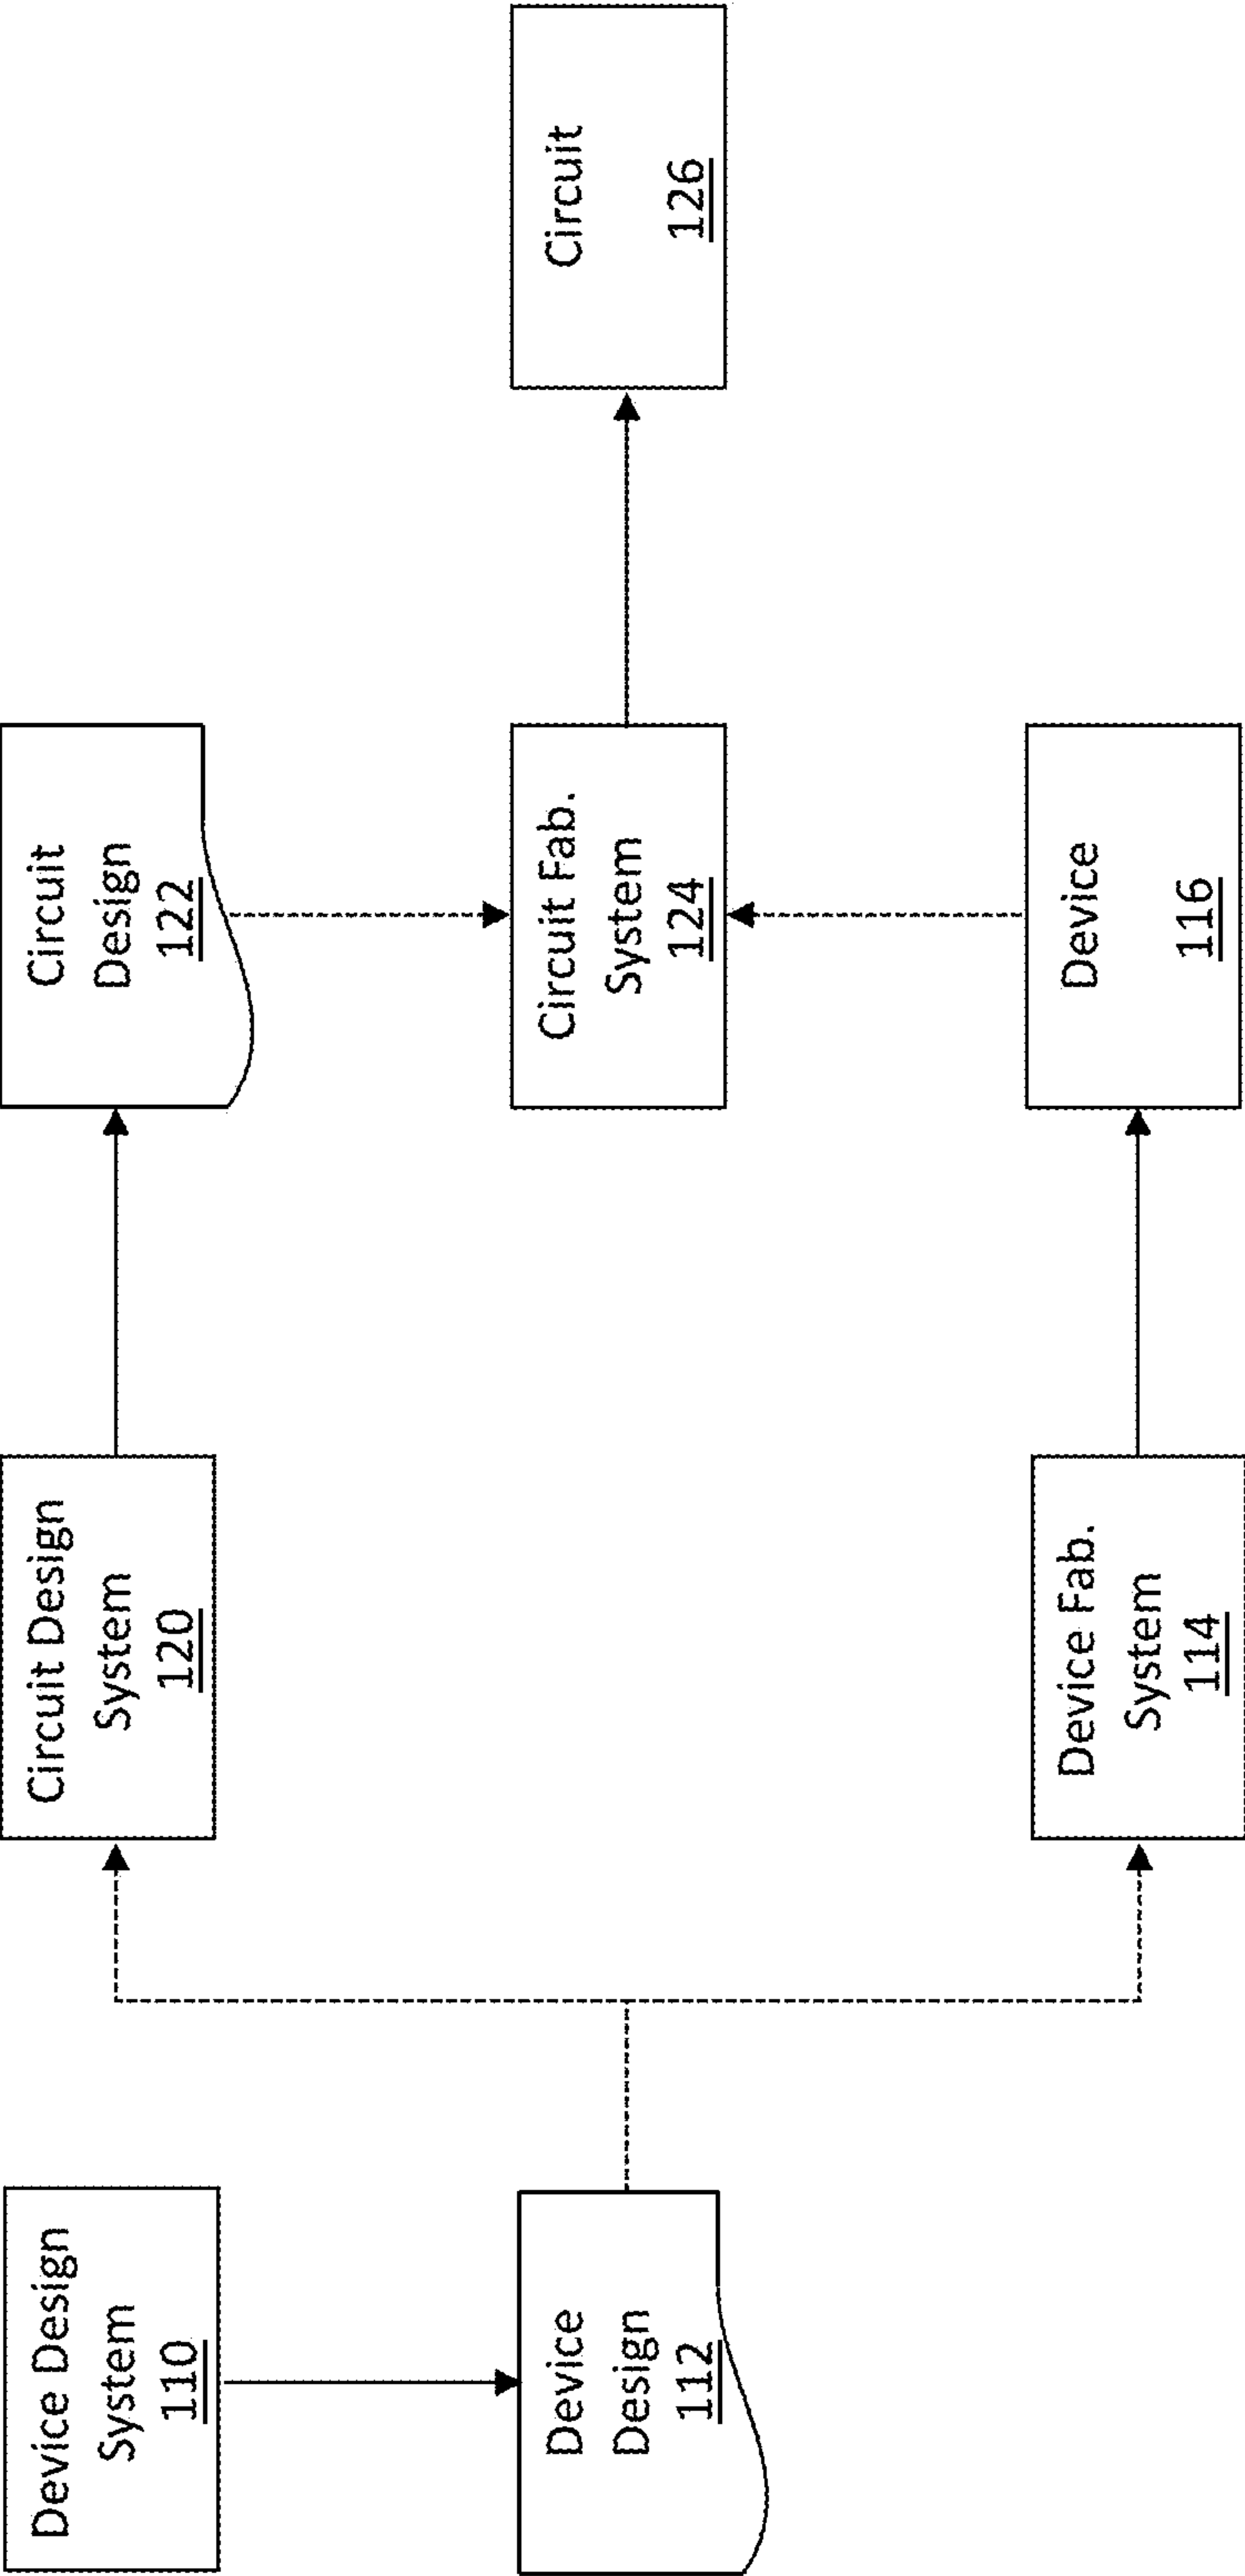 Device Design
System
110
Device
Design
112
Circuit Design
System
120
Device Fab.
System
114
Circuit
Design
122
Circuit Fab.
System
124
Device
116
Circuit
126